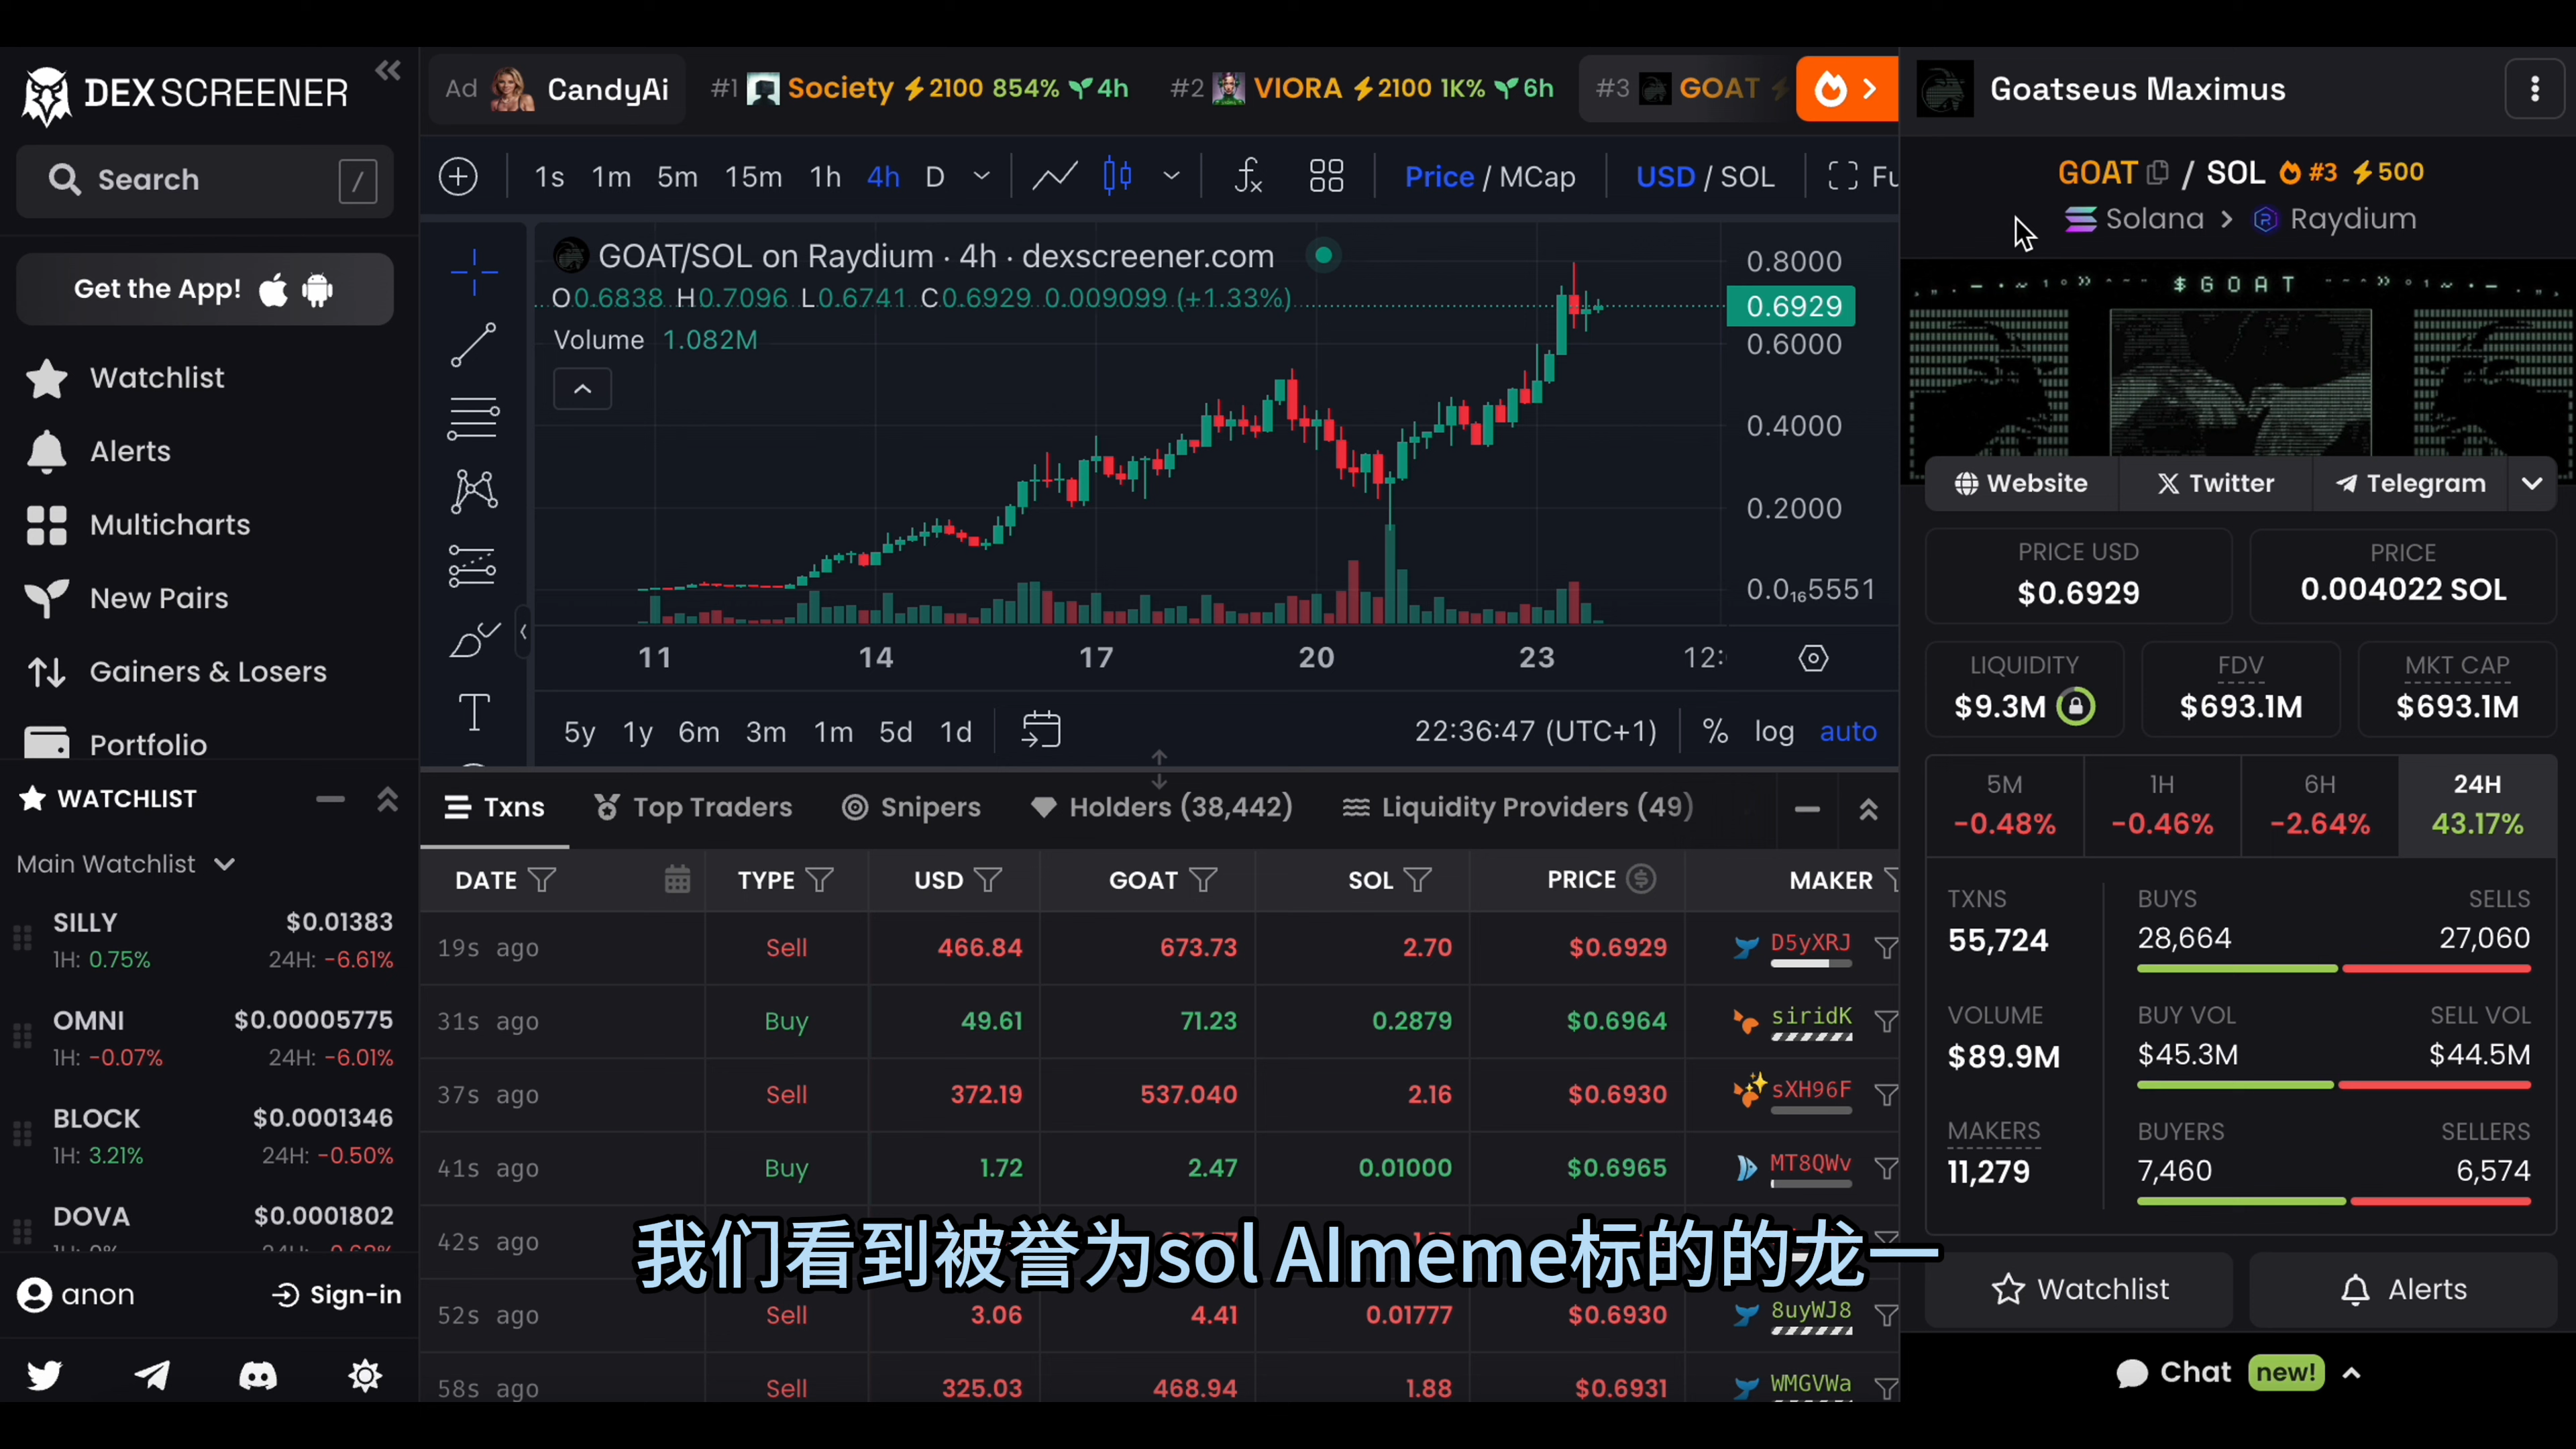 DEX SCREENER
Search /
Get the App!
Watchlist
Alerts
Multicharts
New Pairs
Gainers & Losers
Portfolio
WATCHLIST
Main Watchlist
SILLY $0.01383
1H: 0.75% 24H: -6.61%
OMNI $0.00005775
1H: -0.07% 24H: -6.01%
BLOCK $0.0001346
1H: 3.21% 24H: -0.50%
DOVA $0.0001802
anon Sign-in
Ad CandyAi #1 Society 2100 854% 4h #2 VIORA 2100 1K% 6h #3 GOAT
1s 1m 5m 15m 1h 4h D Price / MCap USD / SOL Fu
GOAT/SOL on Raydium · 4h · dexscreener.com
O0.6838 H0.7096 L0.6741 C0.6929 0.009099 (+1.33%)
Volume 1.082M
0.8000
0.6929
0.6000
0.4000
0.2000
0.0₁₆5551
11 14 17 20 23 12:
5y 1y 6m 3m 1m 5d 1d 22:36:47 (UTC+1) % log auto
Txns Top Traders Snipers Holders (38,442) Liquidity Providers (49)
DATE TYPE USD GOAT SOL PRICE MAKER
19s ago Sell 466.84 673.73 2.70 $0.6929 D5yXRJ
31s ago Buy 49.61 71.23 0.2879 $0.6964 siridK
37s ago Sell 372.19 537.040 2.16 $0.6930 sXH96F
41s ago Buy 1.72 2.47 0.01000 $0.6965 MT8QWv
42s ago
我们看到被誉为sol AImeme标的的龙一
52s ago Sell 3.06 4.41 0.01777 $0.6930 8uyWJ8
58s ago Sell 325.03 468.94 1.88 $0.6931 WMGVWa
Goatseus Maximus
GOAT / SOL #3 500
Solana > Raydium
$GOAT
Website Twitter Telegram
PRICE USD PRICE
$0.6929 0.004022 SOL
LIQUIDITY FDV MKT CAP
$9.3M $693.1M $693.1M
5M 1H 6H 24H
-0.48% -0.46% -2.64% 43.17%
TXNS BUYS SELLS
55,724 28,664 27,060
VOLUME BUY VOL SELL VOL
$89.9M $45.3M $44.5M
MAKERS BUYERS SELLERS
11,279 7,460 6,574
Watchlist Alerts
Chat new!